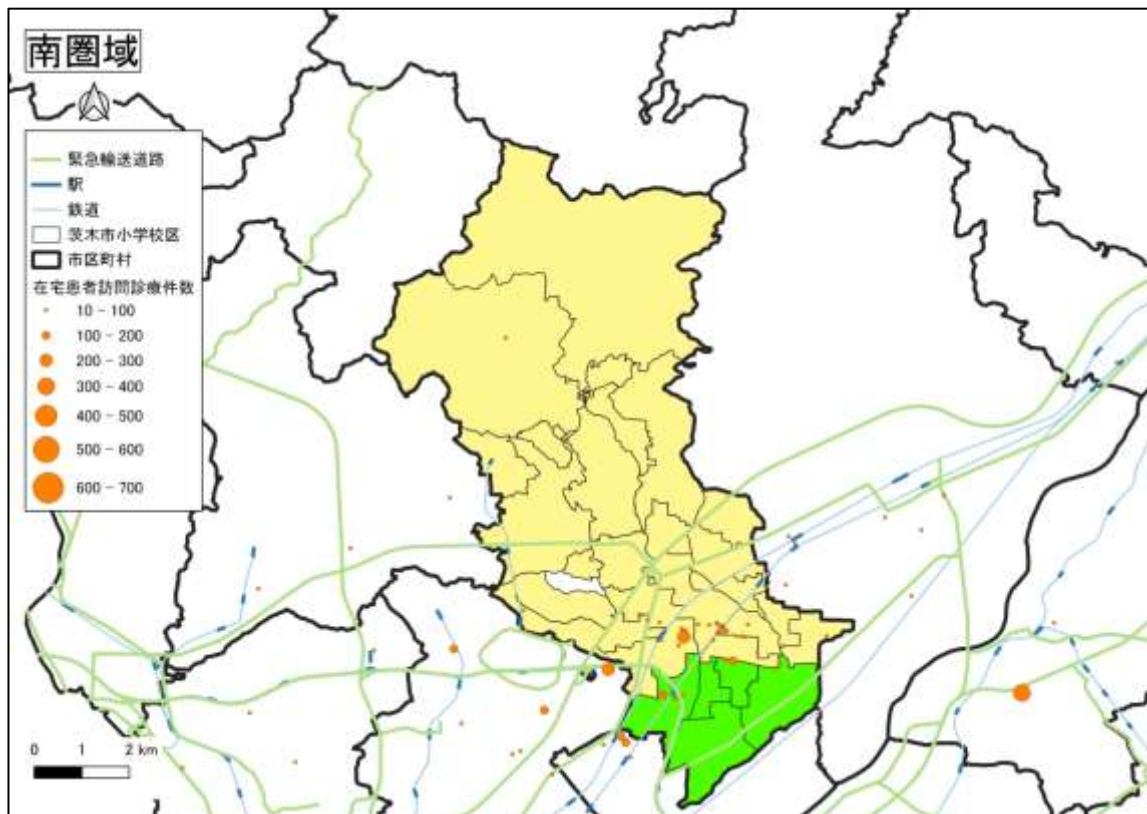 南圏域
緊急輸送道路
駅
鉄道
茨木市小学校区
市区町村
在宅患者訪問診療件数
10 - 100
100 - 200
200 - 300
300 - 400
400 - 500
500 - 600
600 - 700
0 1 2 km